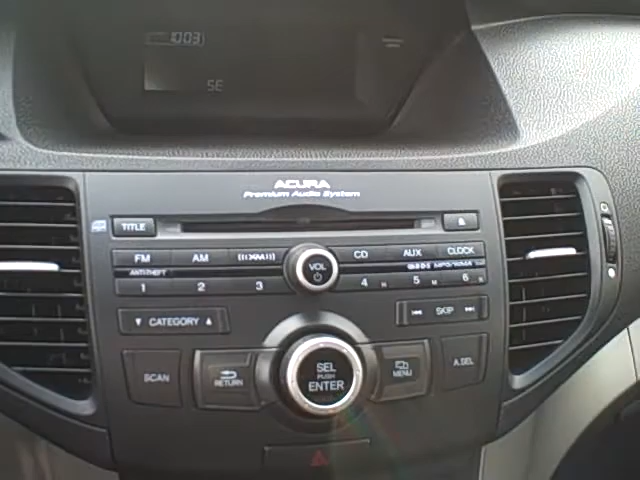 1003
SE
ACURA
Premium Audio System
TITLE
FM AM XM VOL CD AUX CLOCK
ANTI-THEFT
1 2 3 4 5 6
CATEGORY SKIP
SCAN RETURN SEL PUSH ENTER MENU A.SEL